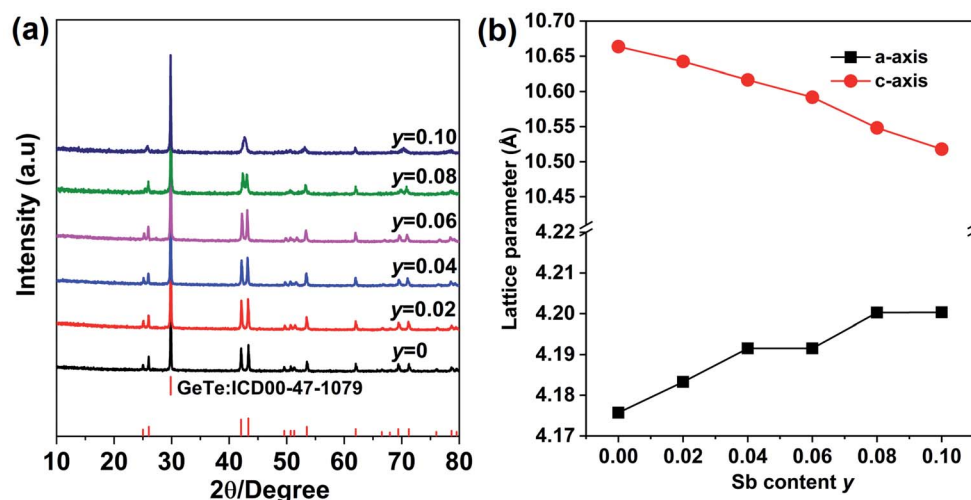 (a)
Intensity (a.u)
y=0.10
y=0.08
y=0.06
y=0.04
y=0.02
y=0
GeTe:ICD00-47-1079
10 20 30 40 50 60 70 80
2θ/Degree
(b)
Lattice parameter (Å)
10.70
10.65
10.60
10.55
10.50
10.45
4.22
4.21
4.20
4.19
4.18
4.17
a-axis
c-axis
0.00 0.02 0.04 0.06 0.08 0.10
Sb content y